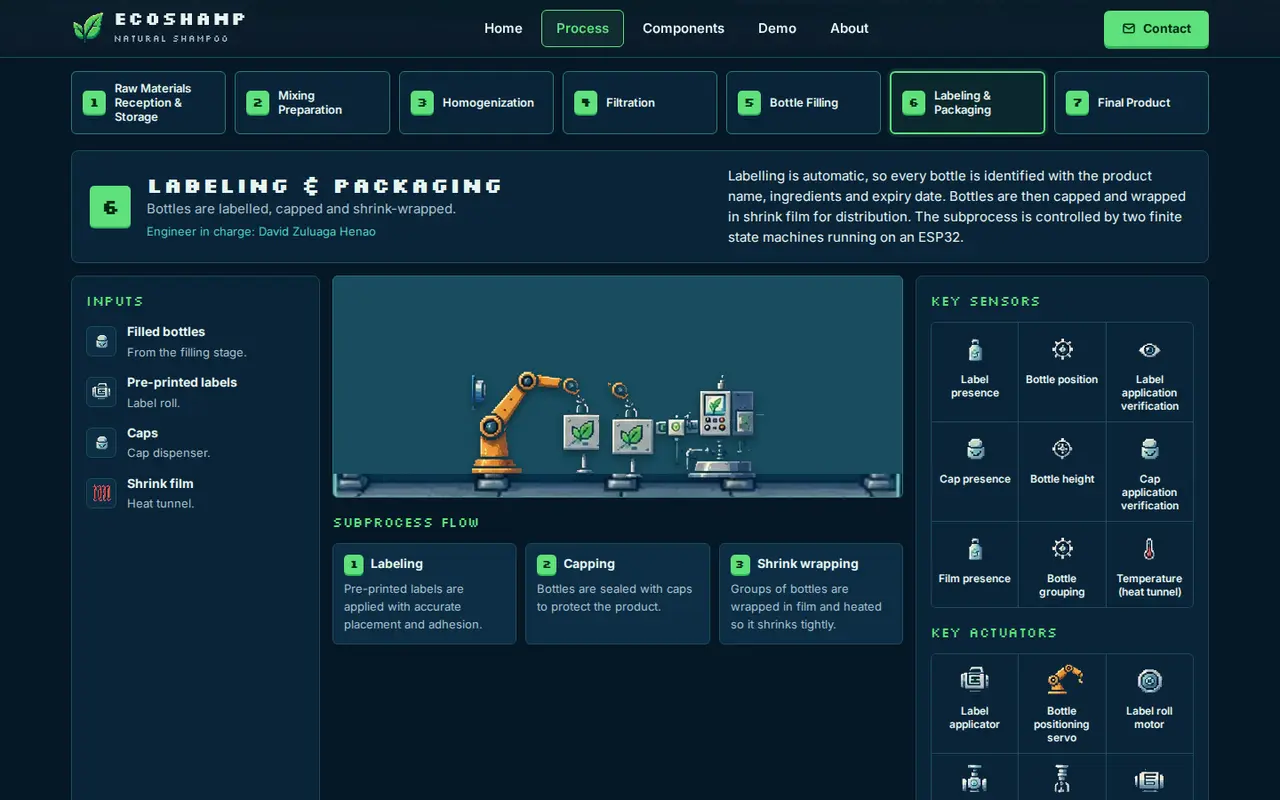 ECOSHAMP
NATURAL SHAMPOO
Home
Process
Components
Demo
About
Contact
1
Raw Materials
Reception &
Storage
2
Mixing
Preparation
3
Homogenization
4
Filtration
5
Bottle Filling
6
Labeling &
Packaging
7
Final Product
6
LABELING & PACKAGING
Bottles are labelled, capped and shrink-wrapped.
Engineer in charge: David Zuluaga Henao
Labelling is automatic, so every bottle is identified with the product
name, ingredients and expiry date. Bottles are then capped and wrapped
in shrink film for distribution. The subprocess is controlled by two finite
state machines running on an ESP32.
INPUTS
Filled bottles
From the filling stage.
Pre-printed labels
Label roll.
Caps
Cap dispenser.
Shrink film
Heat tunnel.
SUBPROCESS FLOW
1 Labeling
Pre-printed labels are
applied with accurate
placement and adhesion.
2 Capping
Bottles are sealed with caps
to protect the product.
3 Shrink wrapping
Groups of bottles are
wrapped in film and heated
so it shrinks tightly.
KEY SENSORS
Label
presence
Bottle position
Label
application
verification
Cap presence
Bottle height
Cap
application
verification
Film presence
Bottle
grouping
Temperature
(heat tunnel)
KEY ACTUATORS
Label
applicator
Bottle
positioning
servo
Label roll
motor